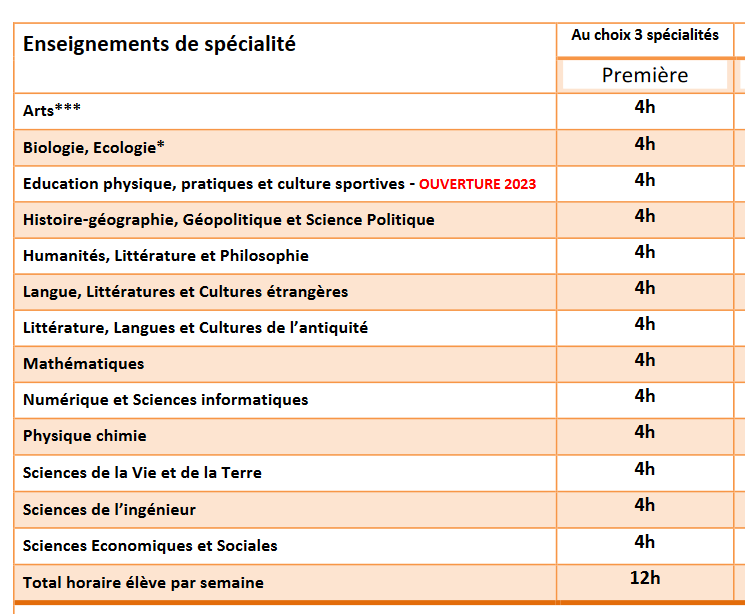 Enseignements de spécialité
Au choix 3 spécialités
Première
Arts*** 4h
Biologie, Ecologie* 4h
Education physique, pratiques et culture sportives - OUVERTURE 2023 4h
Histoire-géographie, Géopolitique et Science Politique 4h
Humanités, Littérature et Philosophie 4h
Langue, Littératures et Cultures étrangères 4h
Littérature, Langues et Cultures de l’antiquité 4h
Mathématiques 4h
Numérique et Sciences informatiques 4h
Physique chimie 4h
Sciences de la Vie et de la Terre 4h
Sciences de l’ingénieur 4h
Sciences Economiques et Sociales 4h
Total horaire élève par semaine 12h